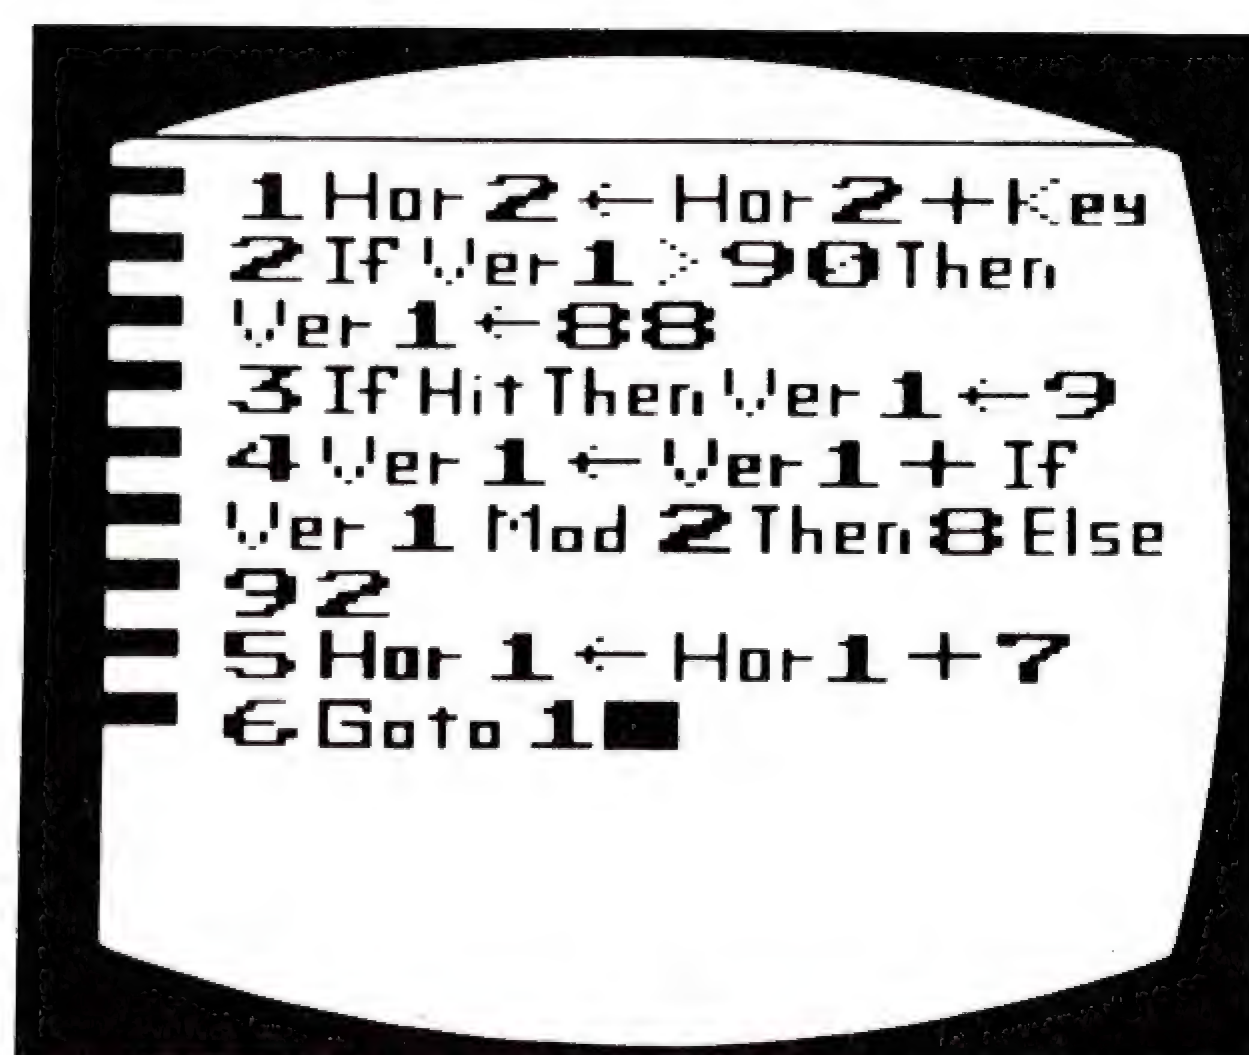 1 Hor 2 ← Hor 2 + Key
2 If Ver 1 > 90 Then
Ver 1 ← 88
3 If Hit Then Ver 1 ← 9
4 Ver 1 ← Ver 1 + If
Ver 1 Mod 2 Then 8 Else
92
5 Hor 1 ← Hor 1 + 7
6 Goto 1